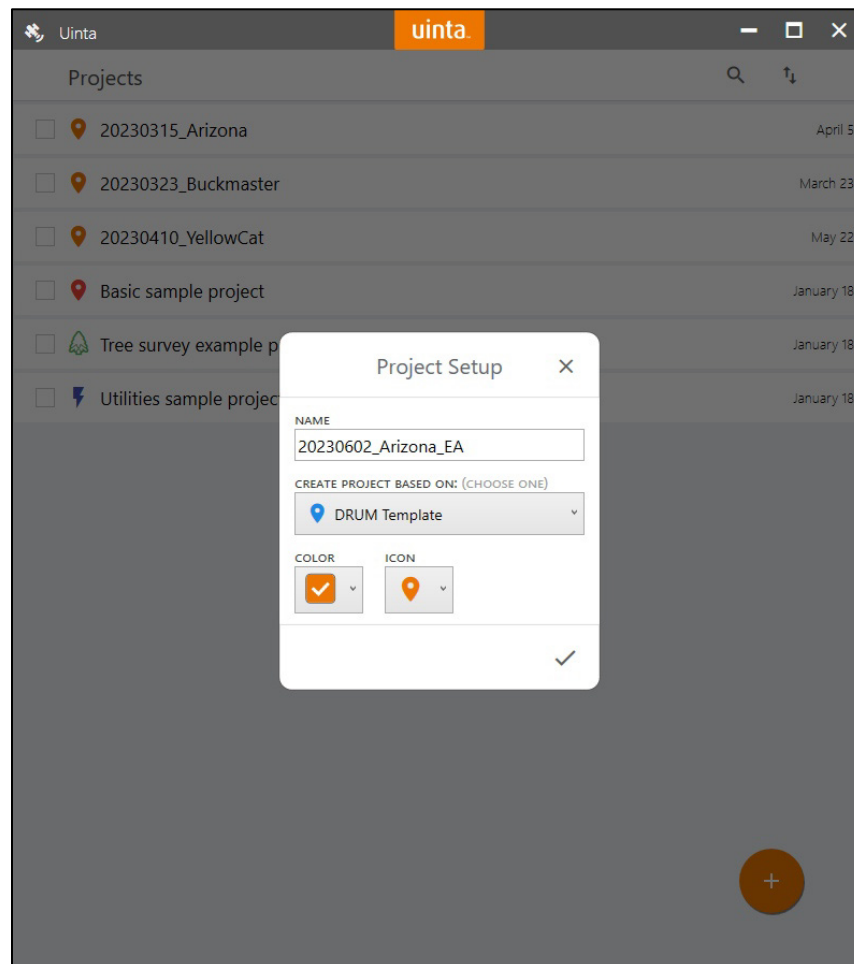 Uinta
uinta.
Projects
20230315_Arizona
April 5
20230323_Buckmaster
March 23
20230410_YellowCat
May 22
Basic sample project
January 18
Tree survey example p
January 18
Utilities sample projec
January 18
Project Setup
NAME
20230602_Arizona_EA
CREATE PROJECT BASED ON: (CHOOSE ONE)
DRUM Template
COLOR ICON